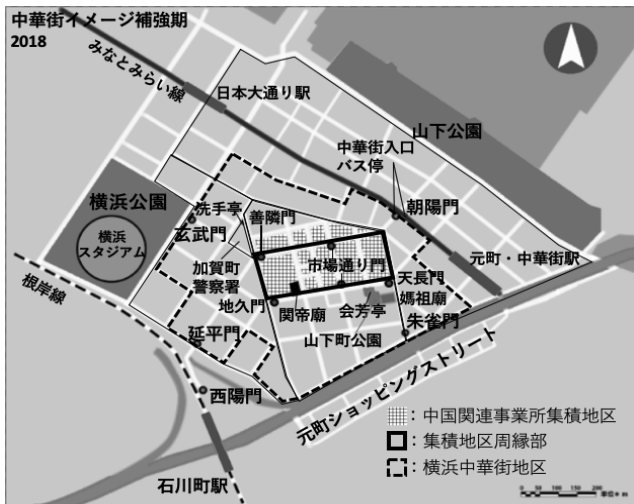 中華街イメージ補強期
2018
みなとみらい線
日本大通り駅
山下公園
中華街入口
バス停
横浜公園
横浜
スタジアム
洗手亭
善隣門
玄武門
朝陽門
加賀町
警察署
市場通り門
元町・中華街駅
天長門
地久門
関帝廟
会芳亭
媽祖廟
朱雀門
山下町公園
根岸線
延平門
西陽門
元町ショッピングストリート
石川町駅
：中国関連事業所集積地区
：集積地区周縁部
：横浜中華街地区
0 50 100 150 200
単位：m